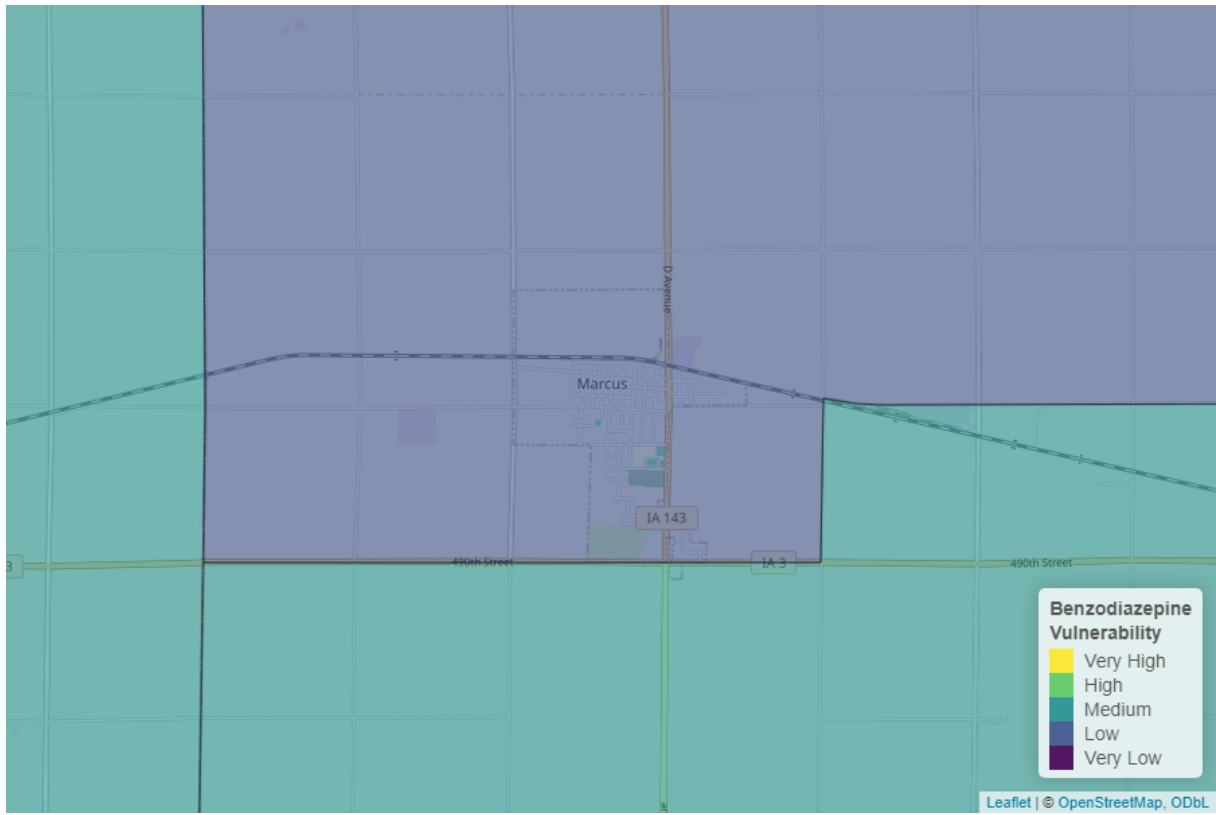 D Avenue
Marcus
IA 143
3
490th Street
IA 3
490th Street
Benzodiazepine
Vulnerability
Very High
High
Medium
Low
Very Low
Leaflet | © OpenStreetMap, ODbL